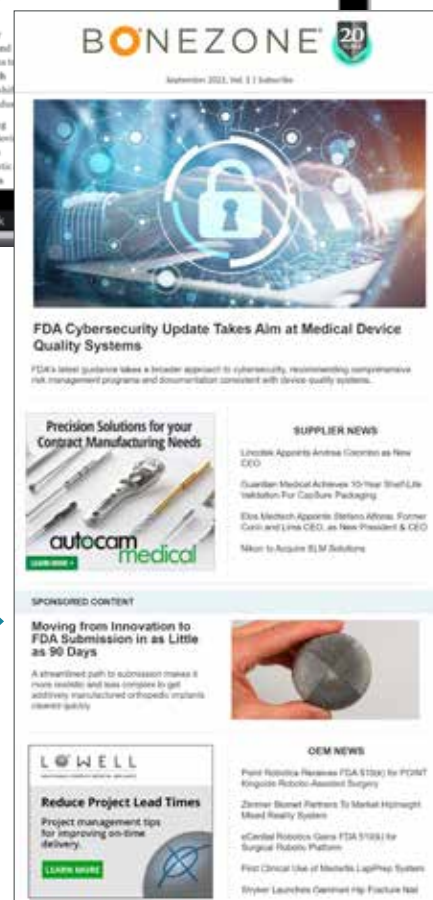 BONEZONE
20
September 2022, Vol. 1 | Subscribe
FDA Cybersecurity Update Takes Aim at Medical Device
Quality Systems
FDA's latest guidance takes a broader approach to cybersecurity, recommending comprehensive
risk management programs and documentation consistent with device quality systems.
Precision Solutions for your
Contract Manufacturing Needs
autocam
medical
LEARN MORE
SUPPLIER NEWS
Lincotek Appoints Andrea Colombo as New
CEO
Guardian Medical Achieves 10-Year Shelf-Life
Validation For CapSure Packaging
Elos Medtech Appoints Stefano Alfonsi, Former
Corin and Lima CEO, as New President & CEO
Nikon to Acquire SLM Solutions
SPONSORED CONTENT
Moving from Innovation to
FDA Submission in as Little
as 90 Days
A streamlined path to submission makes it
more realistic and less complex to get
additively manufactured orthopedic implants
cleared quickly.
LOWELL
Reduce Project Lead Times
Project management tips
for improving on-time
delivery.
LEARN MORE
OEM NEWS
Point Robotics Receives FDA 510(k) for POINT
Kinguide Robotic-Assisted Surgery
Zimmer Biomet Partners To Market
Mixed Reality System
eCential Robotics Gains FDA 510(k) for
Surgical Robotic Platform
First Clinical Use of System
Stryker Launches Gamma4 Hip Fracture Nail